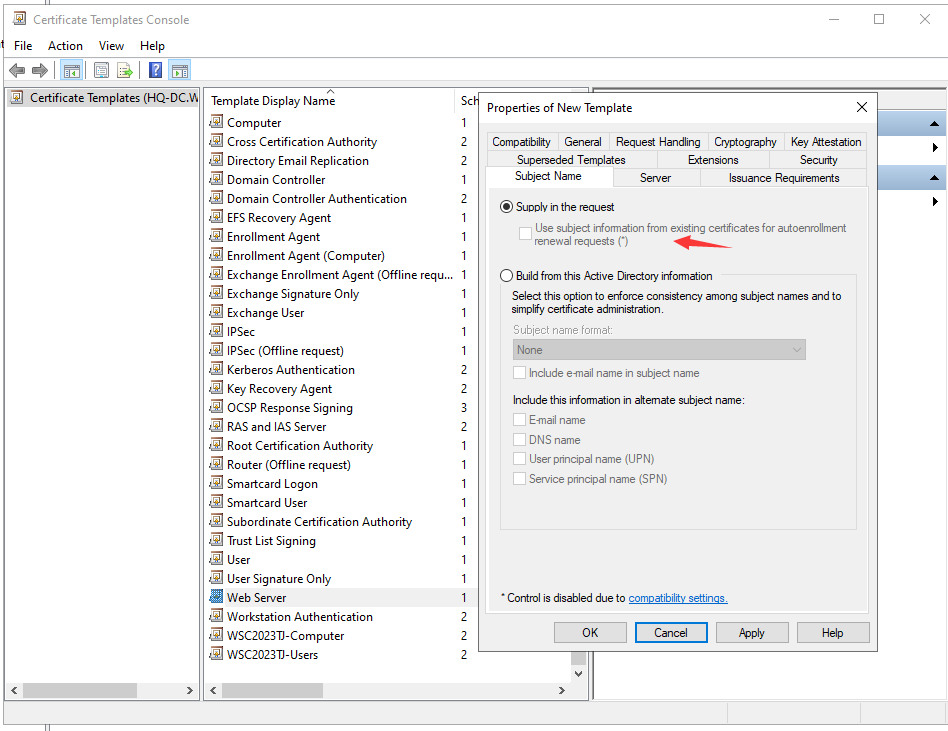 Certificate Templates Console
File Action View Help
Certificate Templates (HQ-DC.W
Template Display Name Sch
Computer 1
Cross Certification Authority 2
Directory Email Replication 2
Domain Controller 1
Domain Controller Authentication 2
EFS Recovery Agent 1
Enrollment Agent 1
Enrollment Agent (Computer) 1
Exchange Enrollment Agent (Offline requ... 1
Exchange Signature Only 1
Exchange User 1
IPSec 1
IPSec (Offline request) 1
Kerberos Authentication 2
Key Recovery Agent 2
OCSP Response Signing 3
RAS and IAS Server 2
Root Certification Authority 1
Router (Offline request) 1
Smartcard Logon 1
Smartcard User 1
Subordinate Certification Authority 1
Trust List Signing 1
User 1
User Signature Only 1
Web Server 1
Workstation Authentication 2
WSC2023TJ-Computer 2
WSC2023TJ-Users 2
Properties of New Template
Compatibility General Request Handling Cryptography Key Attestation
Superseded Templates Extensions Security
Subject Name Server Issuance Requirements
Supply in the request
Use subject information from existing certificates for autoenrollment
renewal requests (*)
Build from this Active Directory information
Select this option to enforce consistency among subject names and to
simplify certificate administration.
Subject name format:
None
Include e-mail name in subject name
Include this information in alternate subject name:
E-mail name
DNS name
User principal name (UPN)
Service principal name (SPN)
* Control is disabled due to compatibility settings.
OK Cancel Apply Help